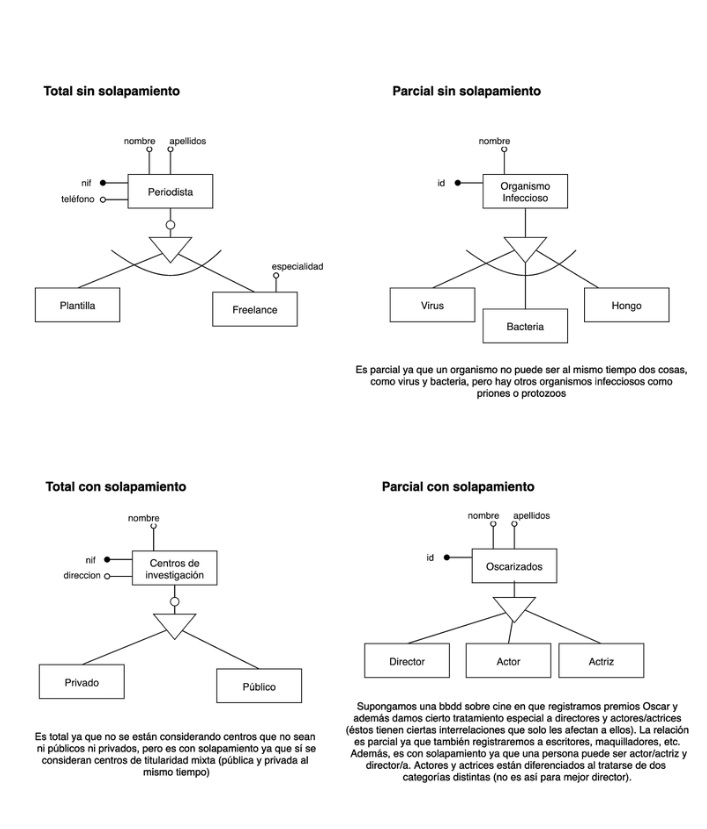 Total sin solapamiento
nombre apellidos
nif
teléfono
Periodista
especialidad
Plantilla
Freelance
Parcial sin solapamiento
nombre
id
Organismo
Infeccioso
Virus
Bacteria
Hongo
Es parcial ya que un organismo no puede ser al mismo tiempo dos cosas,
como virus y bacteria, pero hay otros organismos infecciosos como
priones o protozoos
Total con solapamiento
nombre
nif
direccion
Centros de
investigación
Privado
Público
Es total ya que no se están considerando centros que no sean
ni públicos ni privados, pero es con solapamiento ya que sí se
consideran centros de titularidad mixta (pública y privada al
mismo tiempo)
Parcial con solapamiento
nombre apellidos
id
Oscarizados
Director
Actor
Actriz
Supongamos una bbdd sobre cine en que registramos premios Oscar y
además damos cierto tratamiento especial a directores y actores/actrices
(éstos tienen ciertas interrelaciones que solo les afectan a ellos). La relación
es parcial ya que también registraremos a escritores, maquilladores, etc.
Además, es con solapamiento ya que una persona puede ser actor/actriz y
director/a. Actores y actrices están diferenciados al tratarse de dos
categorías distintas (no es así para mejor director).